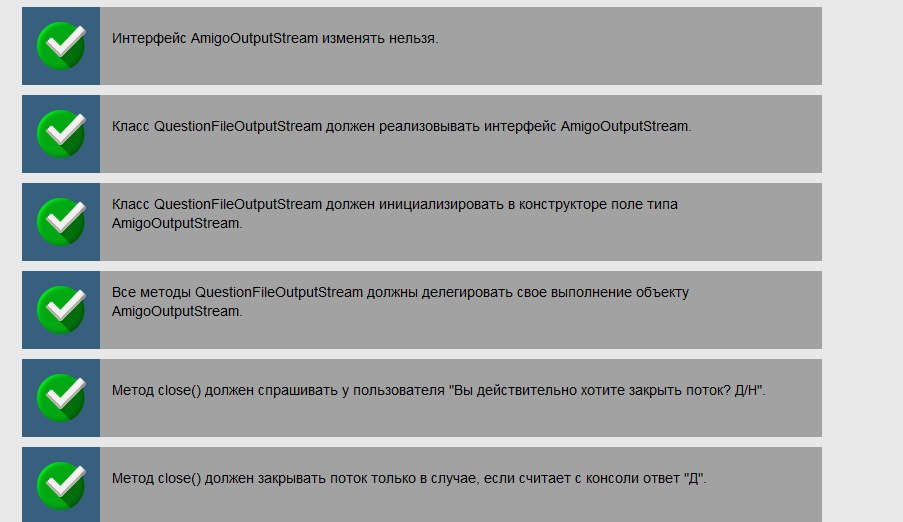 Интерфейс AmigoOutputStream изменять нельзя.
Класс QuestionFileOutputStream должен реализовывать интерфейс AmigoOutputStream.
Класс QuestionFileOutputStream должен инициализировать в конструкторе поле типа
AmigoOutputStream.
Все методы QuestionFileOutputStream должны делегировать свое выполнение объекту
AmigoOutputStream.
Метод close() должен спрашивать у пользователя "Вы действительно хотите закрыть поток? Д/Н".
Метод close() должен закрывать поток только в случае, если считает с консоли ответ "Д".